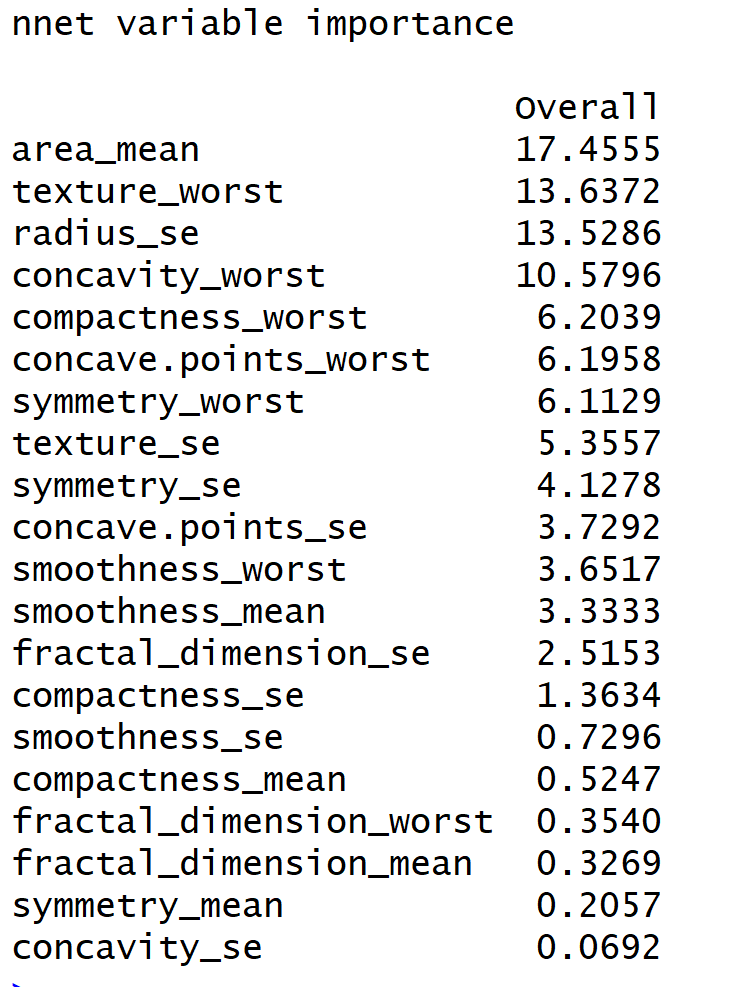 nnet variable importance
Overall
area_mean 17.4555
texture_worst 13.6372
radius_se 13.5286
concavity_worst 10.5796
compactness_worst 6.2039
concave.points_worst 6.1958
symmetry_worst 6.1129
texture_se 5.3557
symmetry_se 4.1278
concave.points_se 3.7292
smoothness_worst 3.6517
smoothness_mean 3.3333
fractal_dimension_se 2.5153
compactness_se 1.3634
smoothness_se 0.7296
compactness_mean 0.5247
fractal_dimension_worst 0.3540
fractal_dimension_mean 0.3269
symmetry_mean 0.2057
concavity_se 0.0692